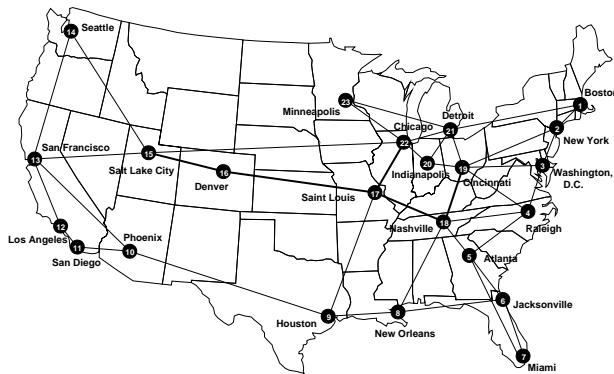 Seattle
14
Boston
1
Minneapolis
23
Detroit
21
Chicago
22
2
New York
San Francisco
13
15
Salt Lake City
16
Denver
20
Indianapolis
19
Cincinnati
3
Washington,
D.C.
17
Saint Louis
4
Raleigh
18
Nashville
12
Los Angeles
11
San Diego
Phoenix
10
5
Atlanta
6
Jacksonville
9
Houston
8
New Orleans
7
Miami